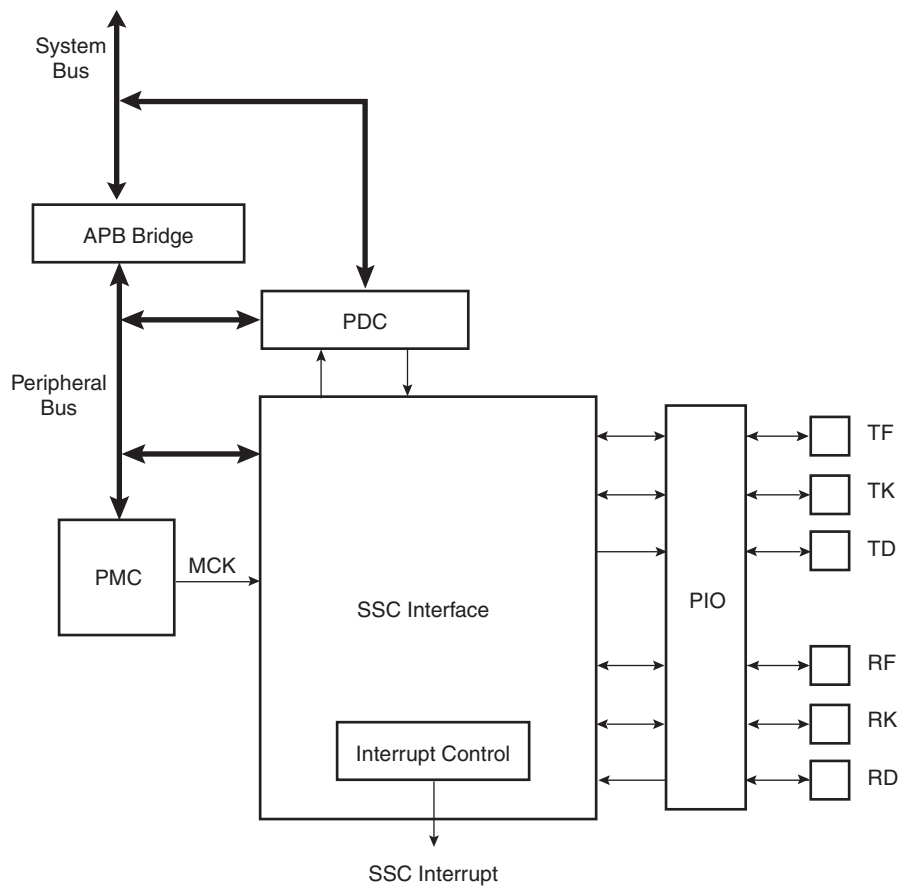 System
Bus
APB Bridge
PDC
Peripheral
Bus
PMC
MCK
SSC Interface
Interrupt Control
SSC Interrupt
PIO
TF
TK
TD
RF
RK
RD